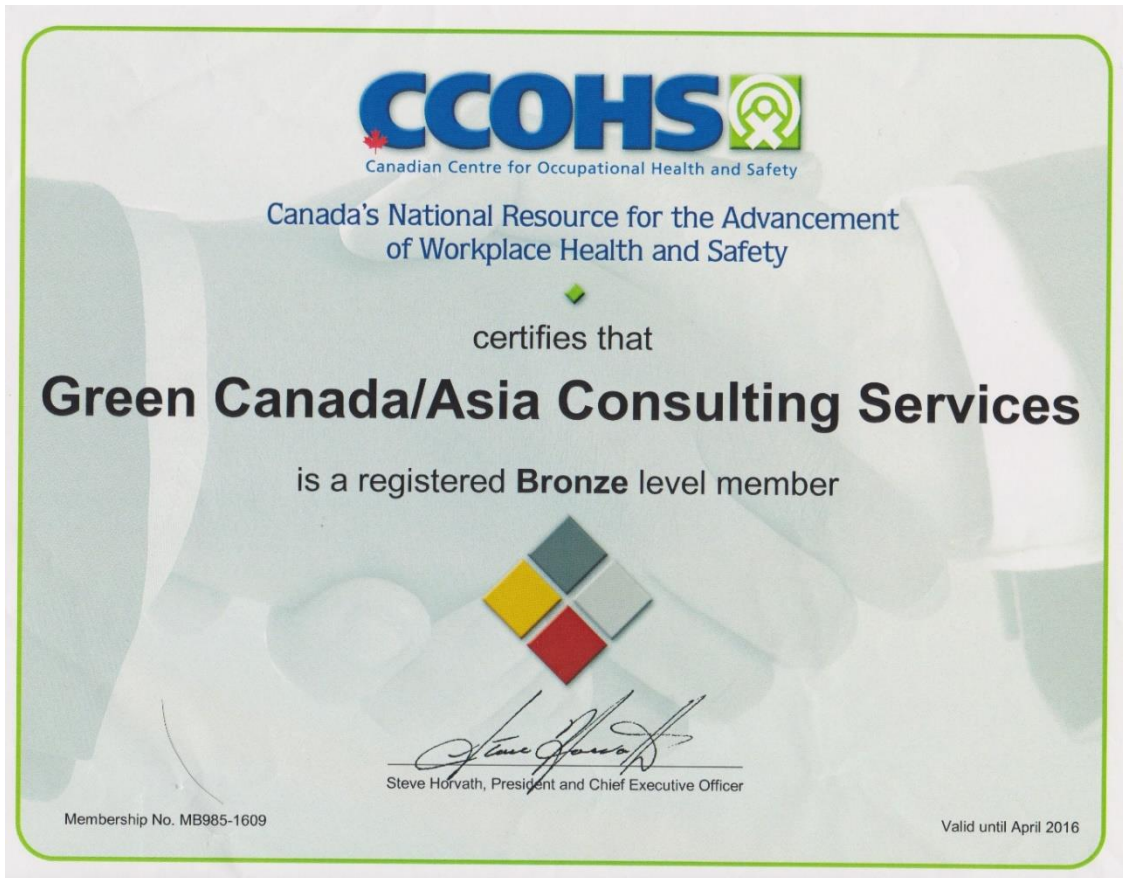 CCOHS
Canadian Centre for Occupational Health and Safety
Canada's National Resource for the Advancement
of Workplace Health and Safety
certifies that
Green Canada/Asia Consulting Services
is a registered Bronze level member
Steve Horvath
Steve Horvath, President and Chief Executive Officer
Membership No. MB985-1609
Valid until April 2016